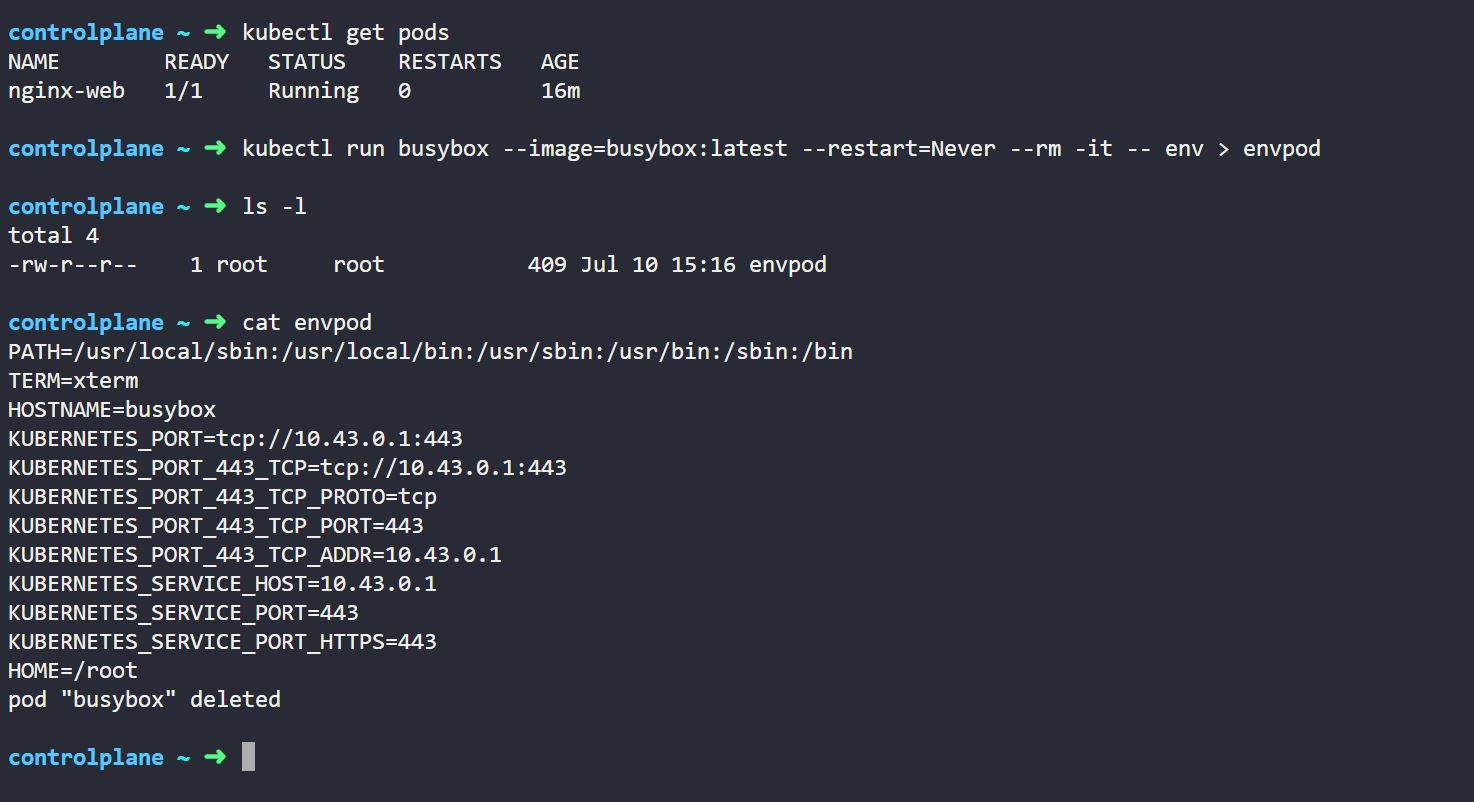 controlplane ~ ➜ kubectl get pods
NAME        READY   STATUS    RESTARTS   AGE
nginx-web   1/1     Running   0          16m
controlplane ~ ➜ kubectl run busybox --image=busybox:latest --restart=Never --rm -it -- env > envpod
controlplane ~ ➜ ls -l
total 4
-rw-r--r--    1 root     root           409 Jul 10 15:16 envpod
controlplane ~ ➜ cat envpod
PATH=/usr/local/sbin:/usr/local/bin:/usr/sbin:/usr/bin:/sbin:/bin
TERM=xterm
HOSTNAME=busybox
KUBERNETES_PORT=tcp://10.43.0.1:443
KUBERNETES_PORT_443_TCP=tcp://10.43.0.1:443
KUBERNETES_PORT_443_TCP_PROTO=tcp
KUBERNETES_PORT_443_TCP_PORT=443
KUBERNETES_PORT_443_TCP_ADDR=10.43.0.1
KUBERNETES_SERVICE_HOST=10.43.0.1
KUBERNETES_SERVICE_PORT=443
KUBERNETES_SERVICE_PORT_HTTPS=443
HOME=/root
pod "busybox" deleted
controlplane ~ ➜